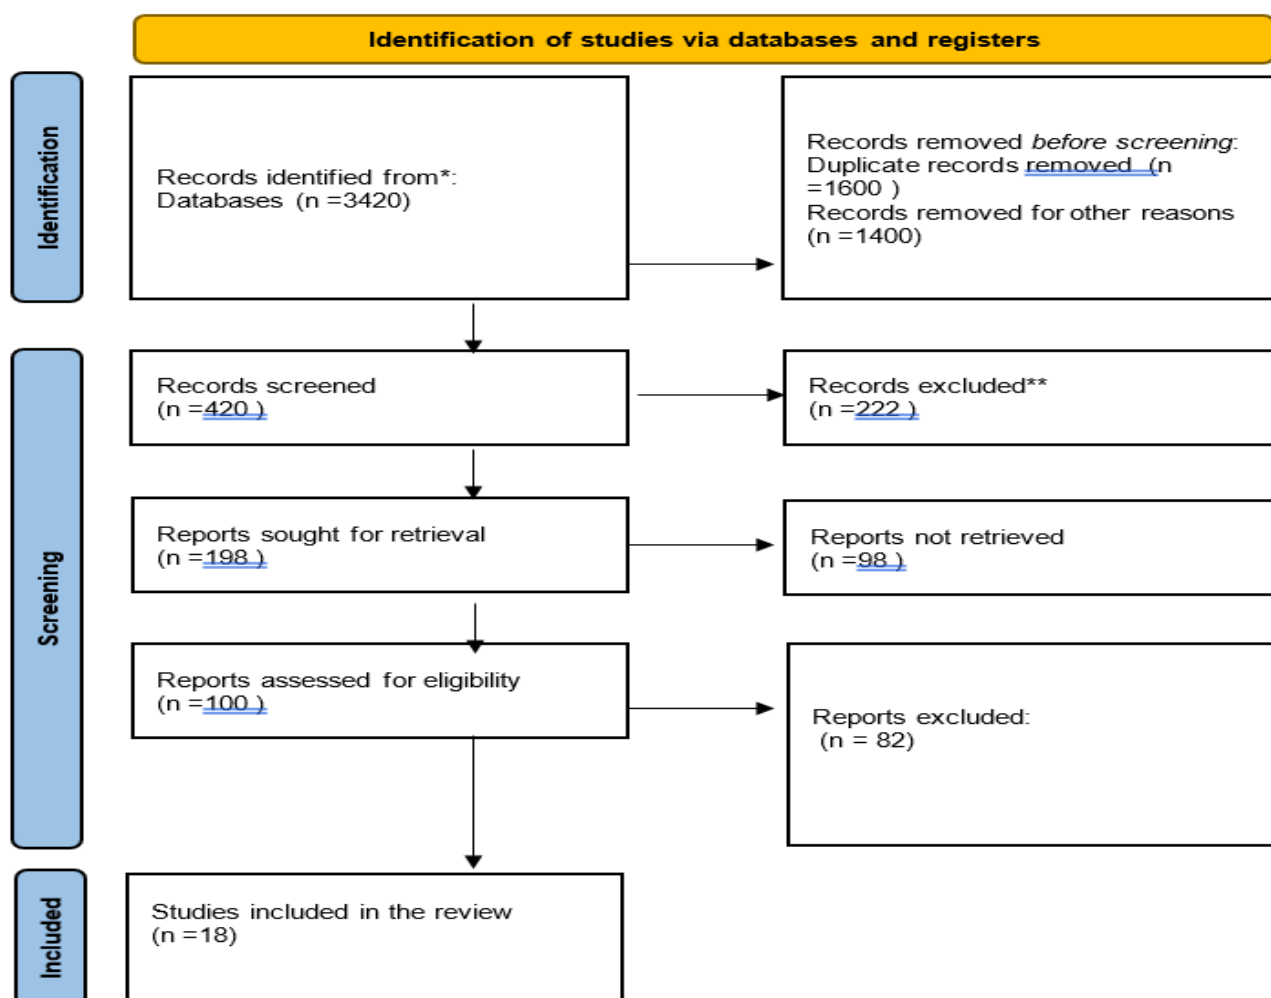 Identification of studies via databases and registers
Identification
Records identified from*:
Databases (n =3420)
Records removed before screening:
Duplicate records removed  (n
=1600 )
Records removed for other reasons
(n =1400)
Screening
Records screened
(n =420 )
Records excluded**
(n =222 )
Reports sought for retrieval
(n =198 )
Reports not retrieved
(n =98 )
Reports assessed for eligibility
(n =100 )
Reports excluded:
(n = 82)
Included
Studies included in the review
(n =18)